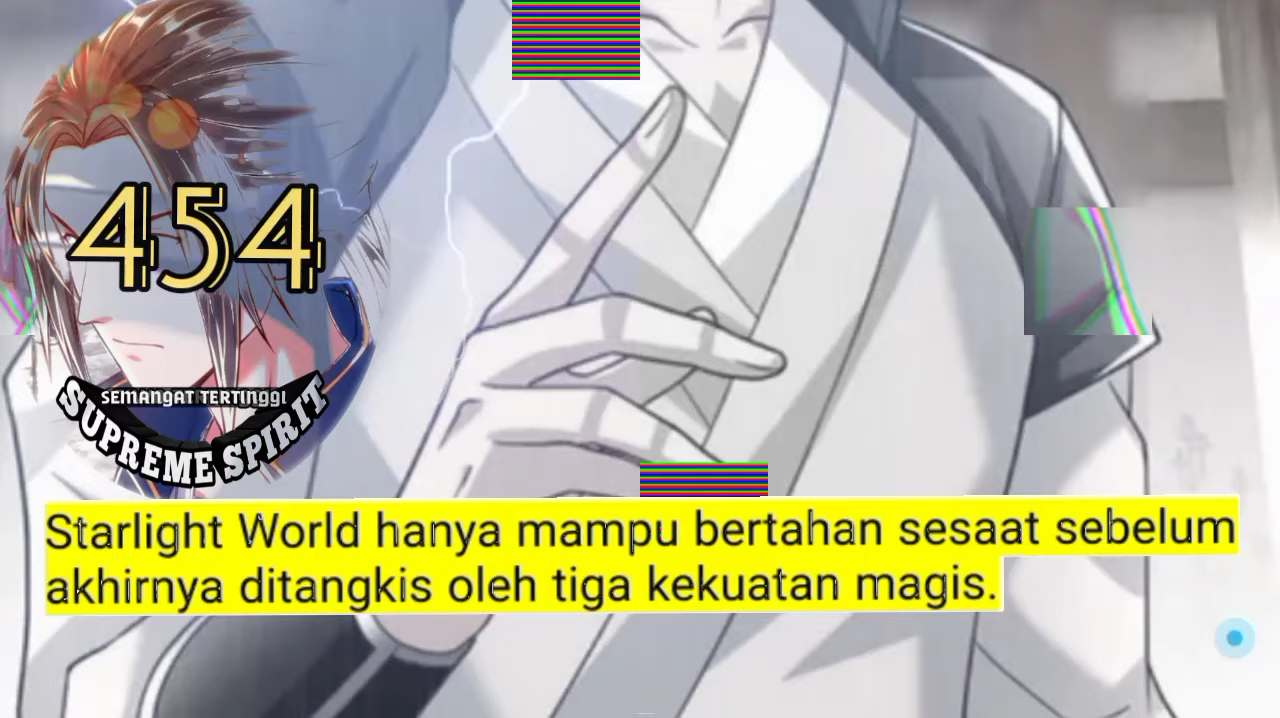 454
SEMANGAT TERTINGGI
SUPREME SPIRIT
Starlight World hanya mampu bertahan sesaat sebelum
akhirnya ditangkis oleh tiga kekuatan magis.